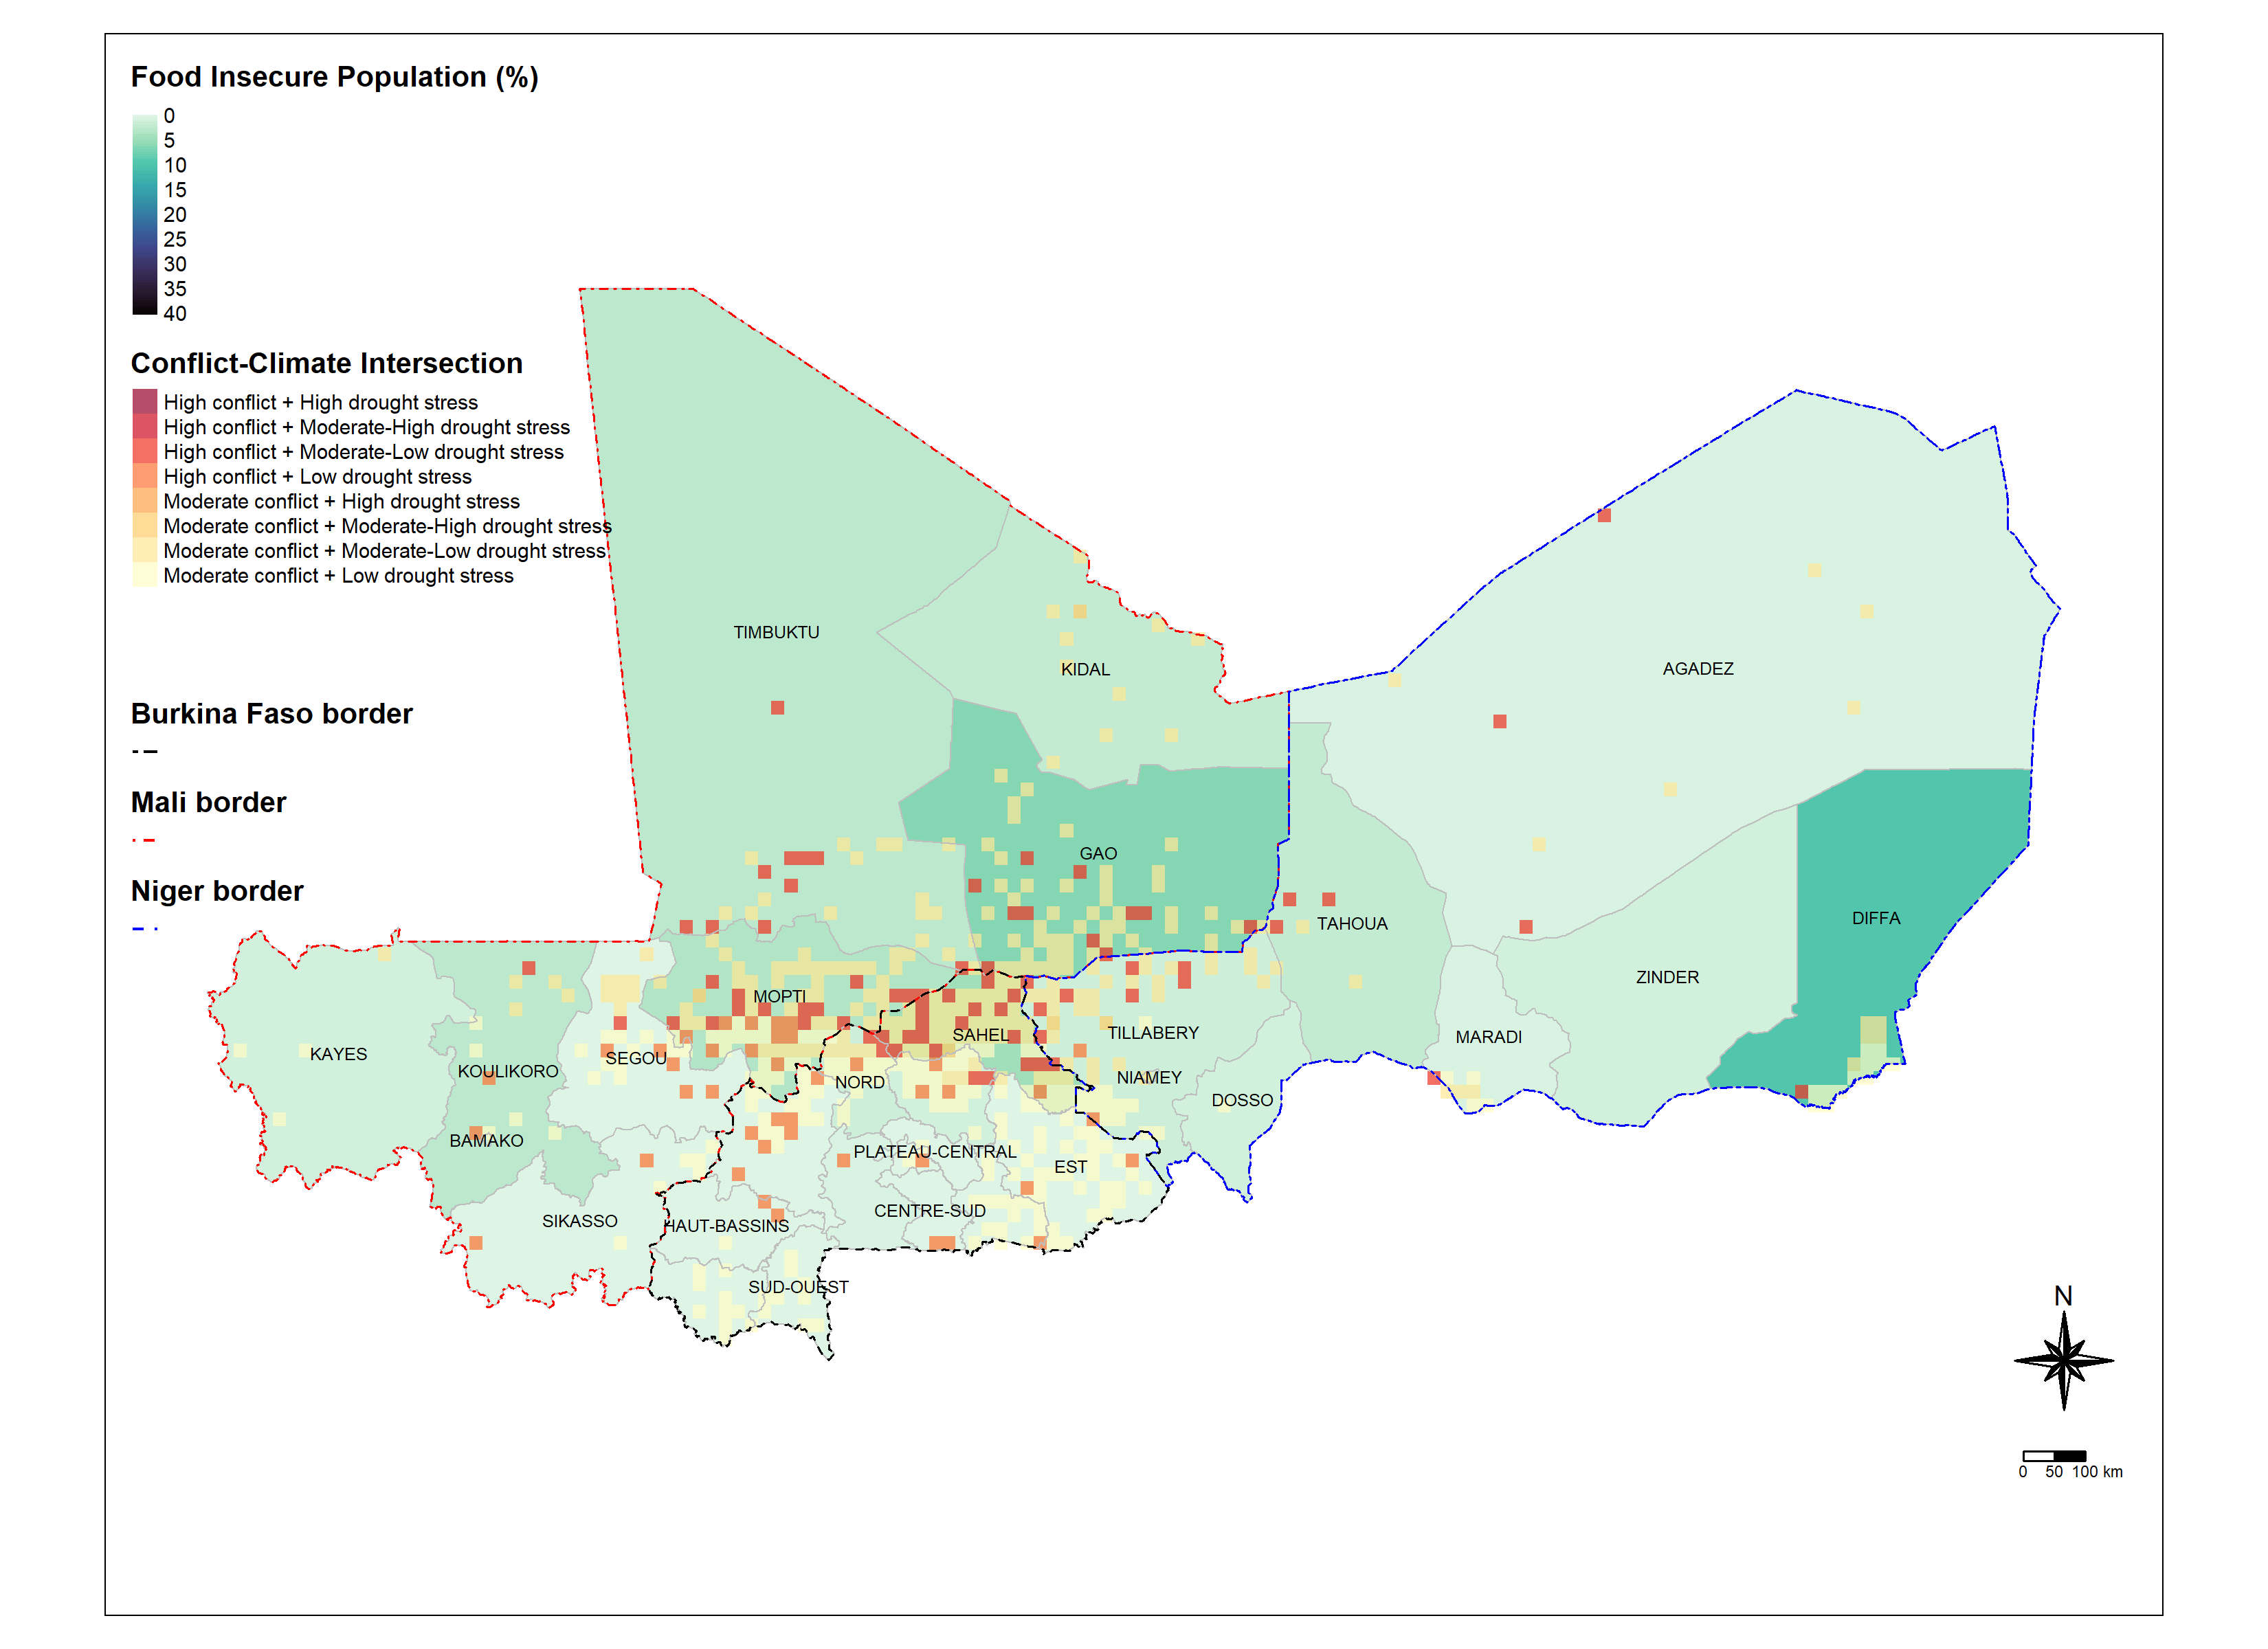 Food Insecure Population (%)
0
5
10
15
20
25
30
35
40
Conflict-Climate Intersection
High conflict + High drought stress
High conflict + Moderate-High drought stress
High conflict + Moderate-Low drought stress
High conflict + Low drought stress
Moderate conflict + High drought stress
Moderate conflict + Moderate-High drought stress
Moderate conflict + Moderate-Low drought stress
Moderate conflict + Low drought stress
Burkina Faso border
Mali border
Niger border
TIMBUKTU
KIDAL
AGADEZ
GAO
TAHOUA
DIFFA
ZINDER
MOPTI
SAHEL
TILLABERY
MARADI
KAYES
SEGOU
KOULIKORO
NORD
NIAMEY
DOSSO
BAMAKO
PLATEAU-CENTRAL
EST
SIKASSO
HAUT-BASSINS
CENTRE-SUD
SUD-OUEST
N
0 50 100 km